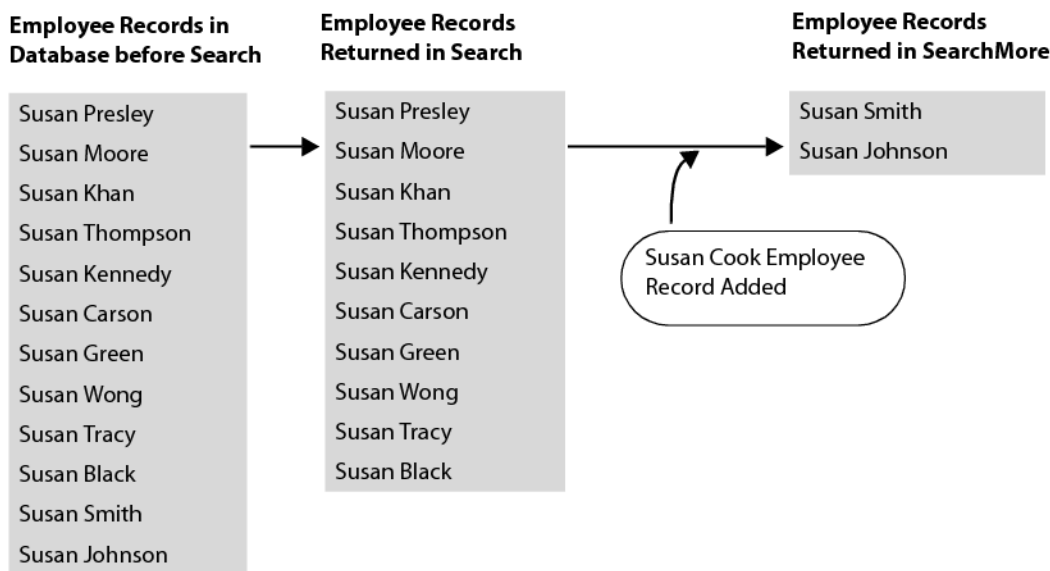 Employee Records in
Database before Search
Susan Presley
Susan Moore
Susan Khan
Susan Thompson
Susan Kennedy
Susan Carson
Susan Green
Susan Wong
Susan Tracy
Susan Black
Susan Smith
Susan Johnson
Employee Records
Returned in Search
Susan Presley
Susan Moore
Susan Khan
Susan Thompson
Susan Kennedy
Susan Carson
Susan Green
Susan Wong
Susan Tracy
Susan Black
Susan Cook Employee
Record Added
Employee Records
Returned in SearchMore
Susan Smith
Susan Johnson